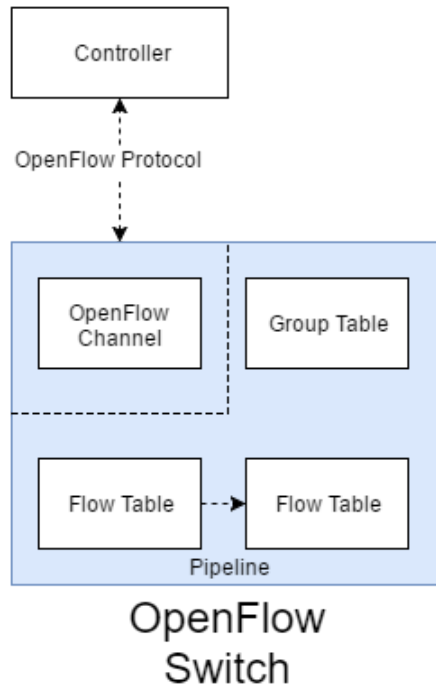 Controller
OpenFlow Protocol
OpenFlow
Channel
Group Table
Flow Table
Flow Table
Pipeline
OpenFlow
Switch